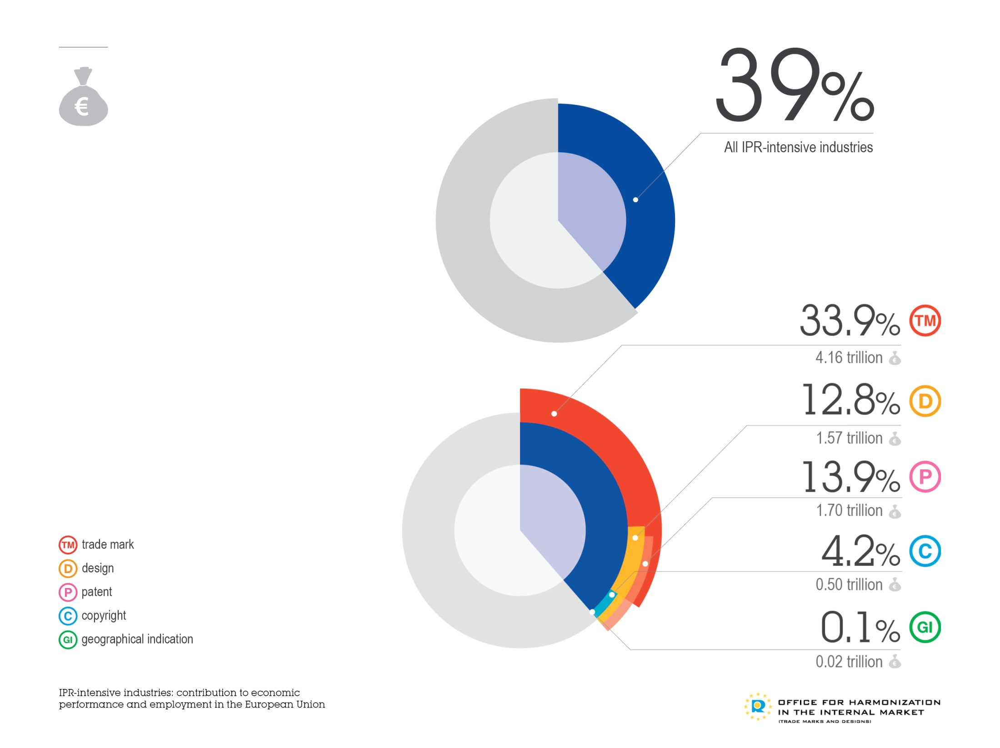 €
39%
All IPR-intensive industries
33.9% TM
4.16 trillion €
12.8% D
1.57 trillion €
13.9% P
1.70 trillion €
4.2% C
0.50 trillion €
0.1% GI
0.02 trillion €
TM trade mark
D design
P patent
C copyright
GI geographical indication
IPR-intensive industries: contribution to economic
performance and employment in the European Union
R OFFICE FOR HARMONIZATION
IN THE INTERNAL MARKET
(TRADE MARKS AND DESIGNS)